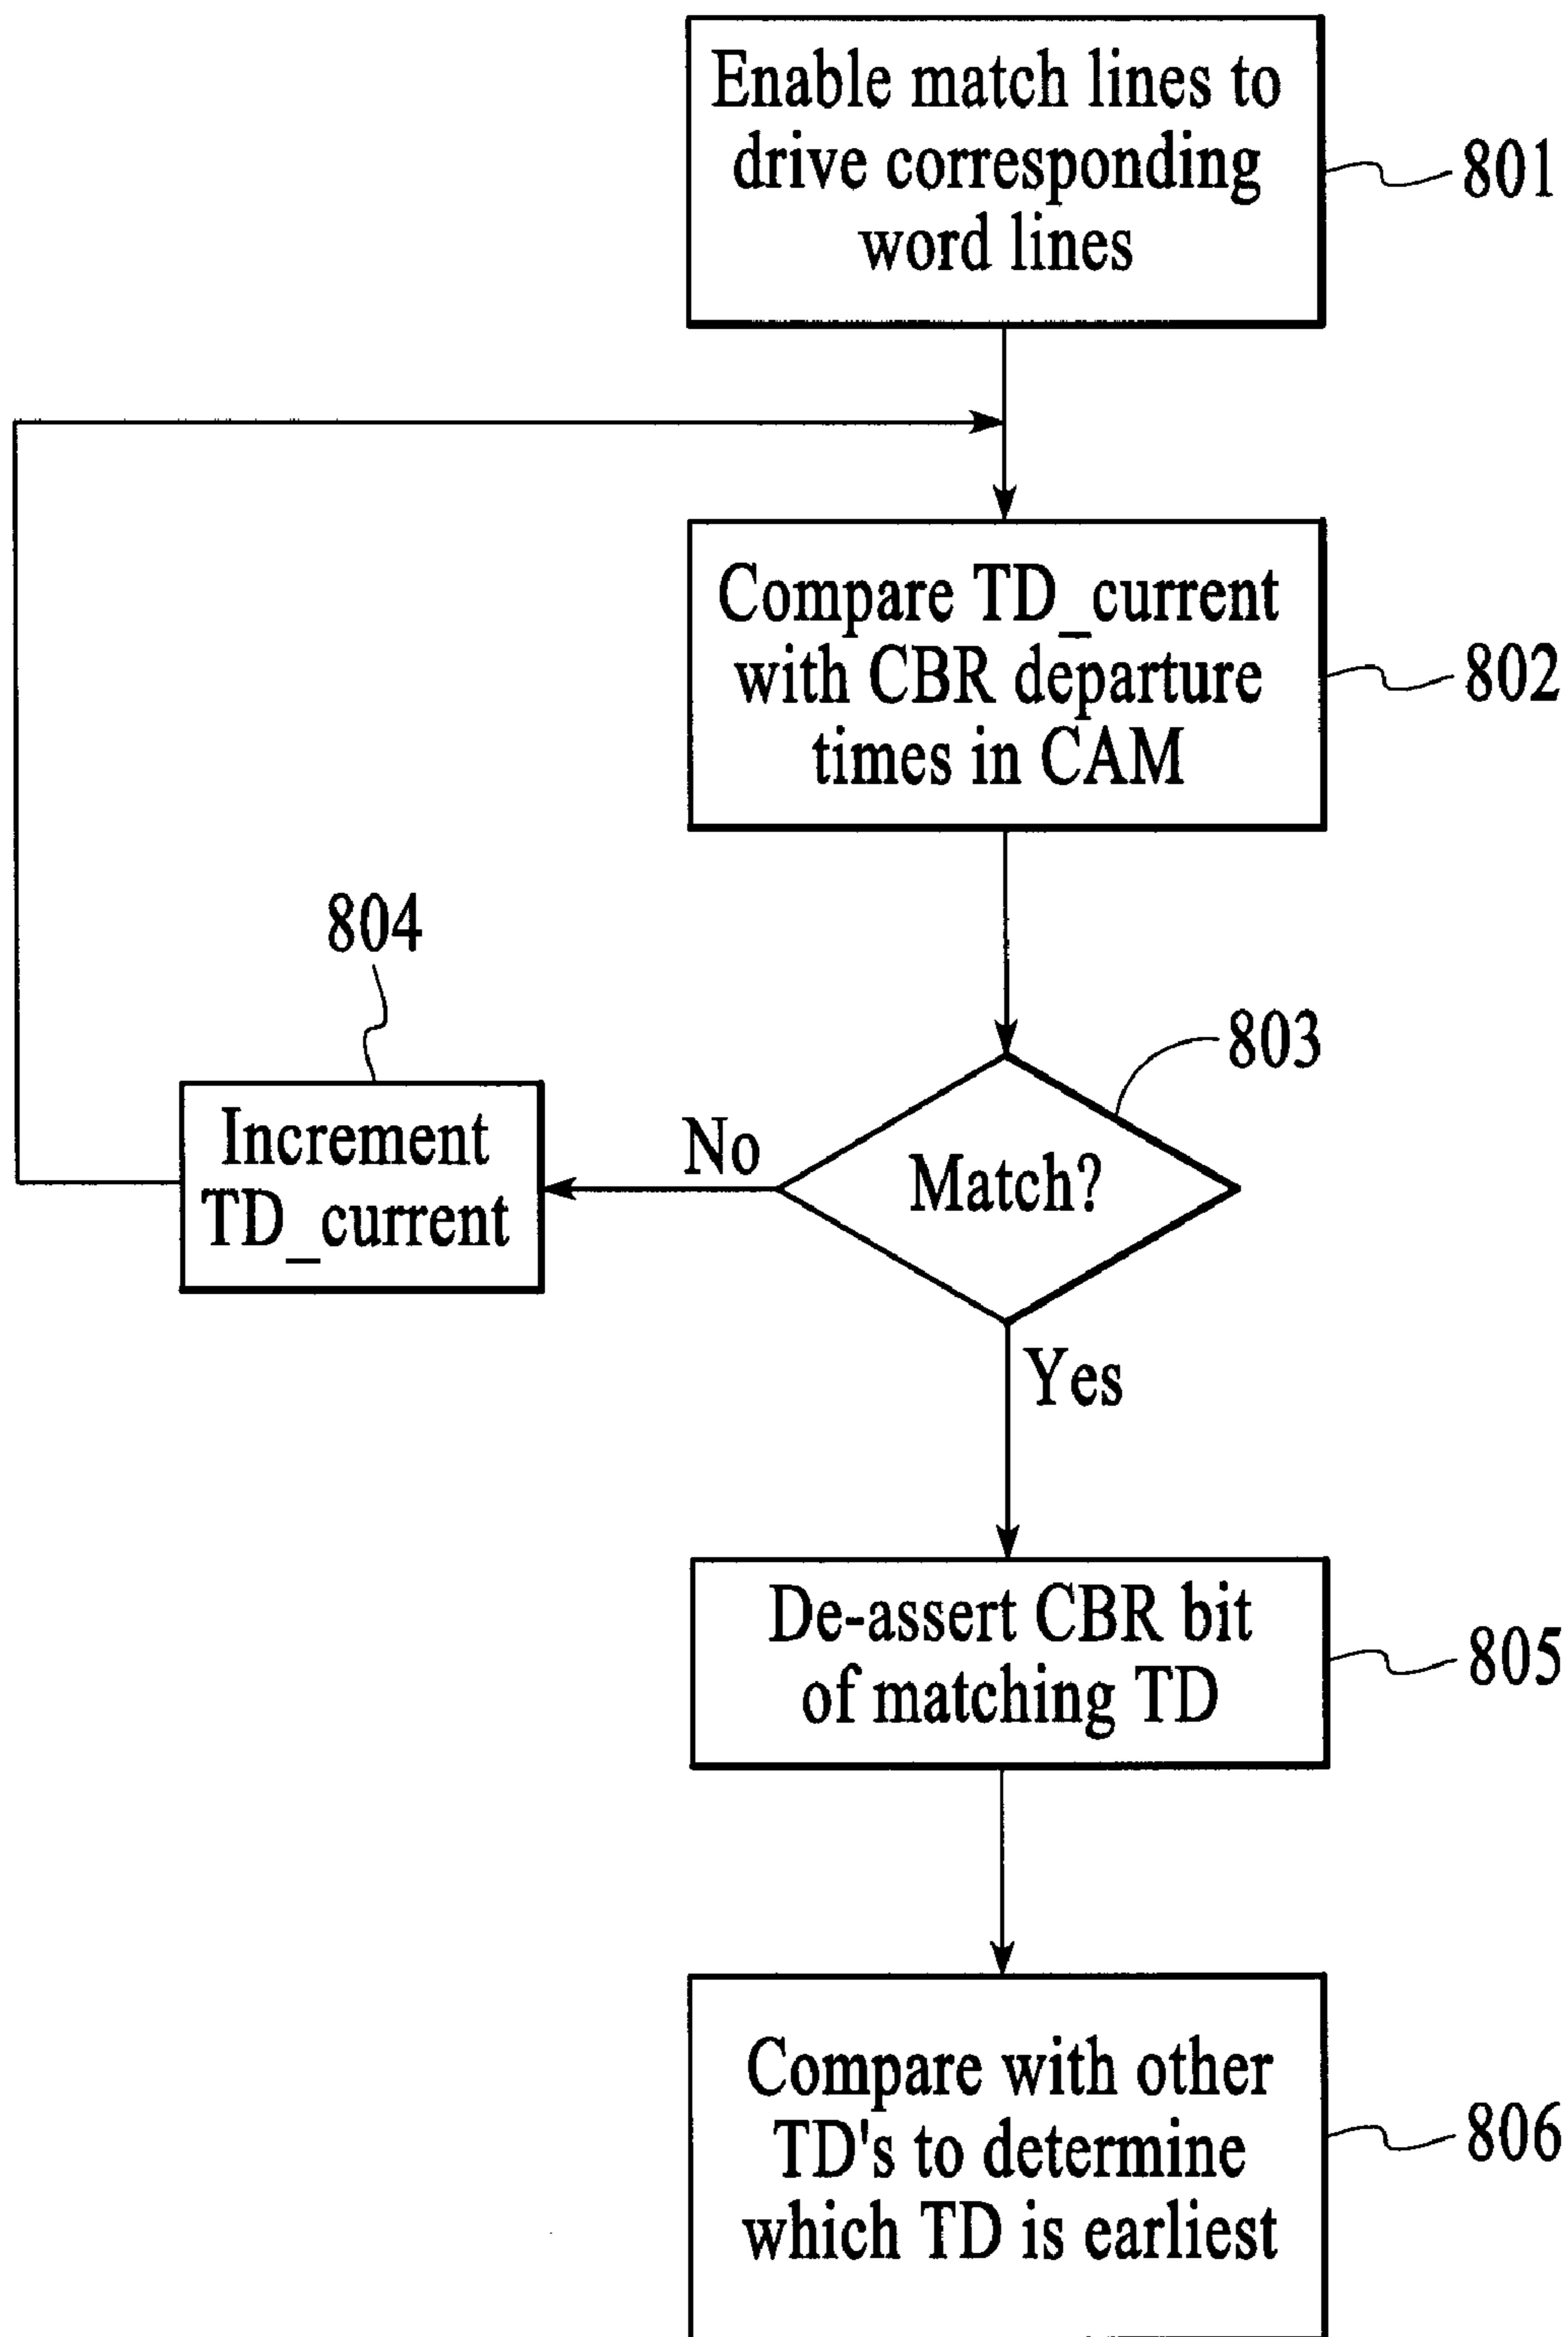 Enable match lines to
drive corresponding
word lines
801
Compare TD_current
with CBR departure
times in CAM
802
804
803
Increment
TD_current
No
Match?
Yes
De-assert CBR bit
of matching TD
805
Compare with other
TD's to determine
which TD is earliest
806